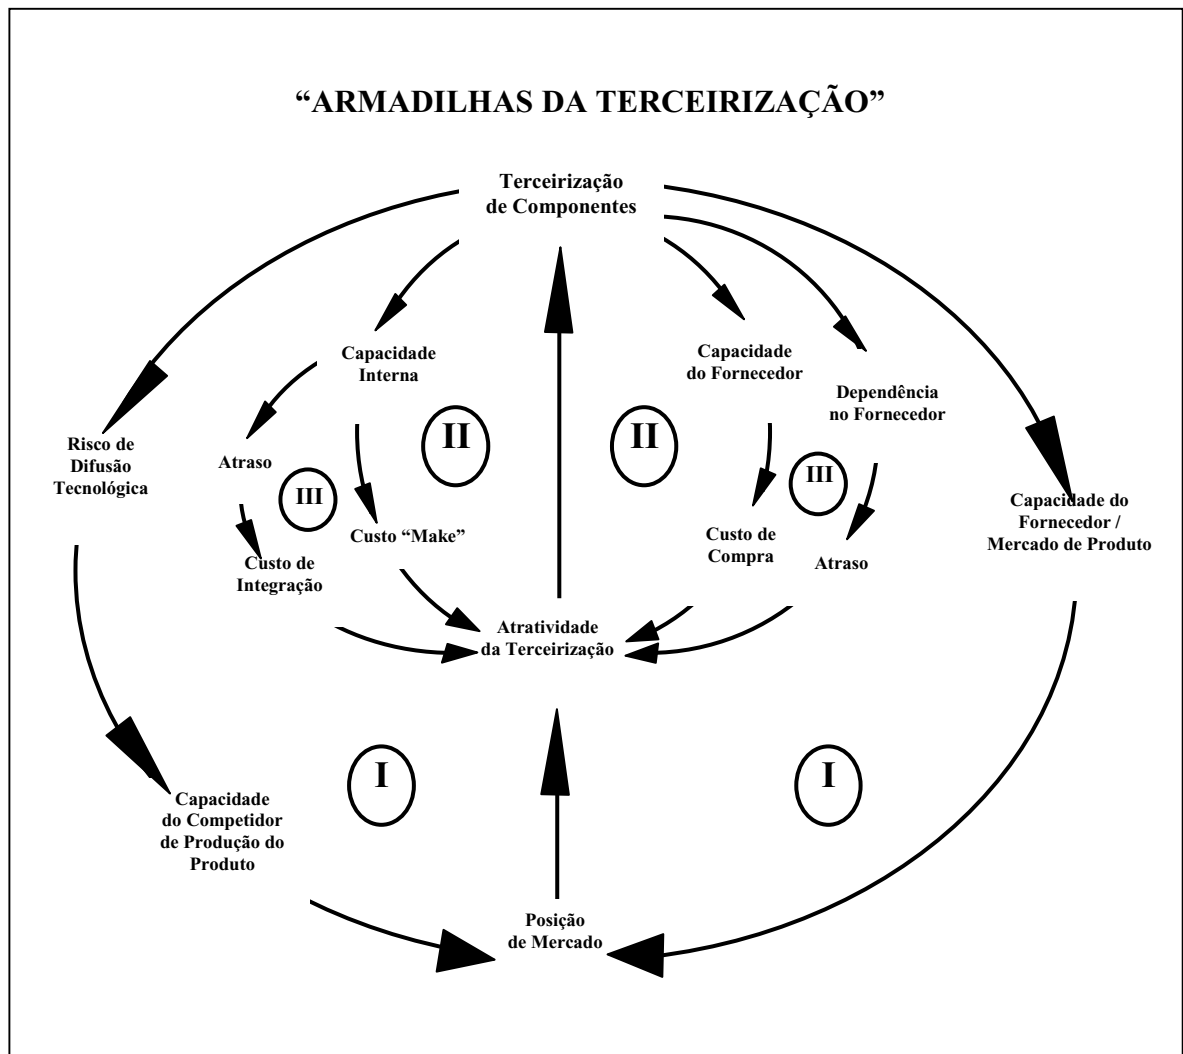 “ARMADILHAS DA TERCEIRIZAÇÃO”
Terceirização
de Componentes
Capacidade
Interna
Capacidade
do Fornecedor
Dependência
no Fornecedor
II
II
Risco de
Difusão
Tecnológica
Atraso
III
III
Custo “Make”
Custo de
Integração
Custo de
Compra
Atraso
Capacidade do
Fornecedor /
Mercado de Produto
Atratividade
da Terceirização
I
I
Capacidade
do Competidor
de Produção do
Produto
Posição
de Mercado